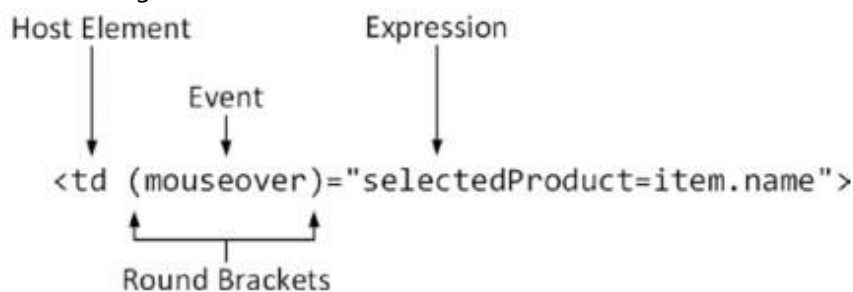 Host Element Expression
Event
<td (mouseover)="selectedProduct=item.name">
Round Brackets